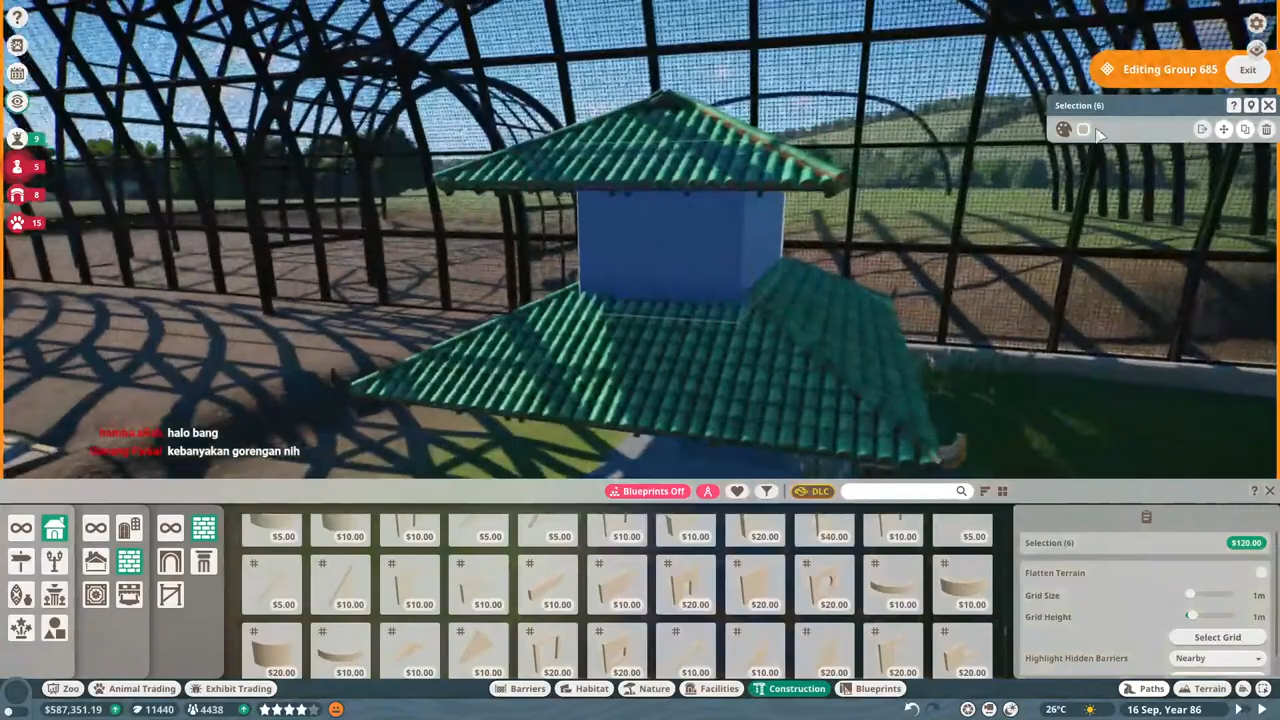 Editing Group 685
Exit
Selection (6)
9
5
8
15
halo bang
kebanyakan gorengan nih
Blueprints Off
DLC
$5.00 $10.00 $10.00 $5.00 $5.00 $10.00 $10.00 $20.00 $40.00 $10.00 $5.00
$5.00 $10.00 $10.00 $10.00 $10.00 $10.00 $20.00 $20.00 $20.00 $10.00 $10.00
$20.00 $10.00 $10.00 $10.00 $20.00 $20.00 $10.00 $10.00 $10.00 $10.00 $20.00
Selection (6) $120.00
Flatten Terrain
Grid Size 1m
Grid Height 1m
Select Grid
Highlight Hidden Barriers Nearby
Zoo Animal Trading Exhibit Trading Barriers Habitat Nature Facilities Construction Blueprints Paths Terrain
$587,351.19 11440 4438 26°C 16 Sep, Year 86